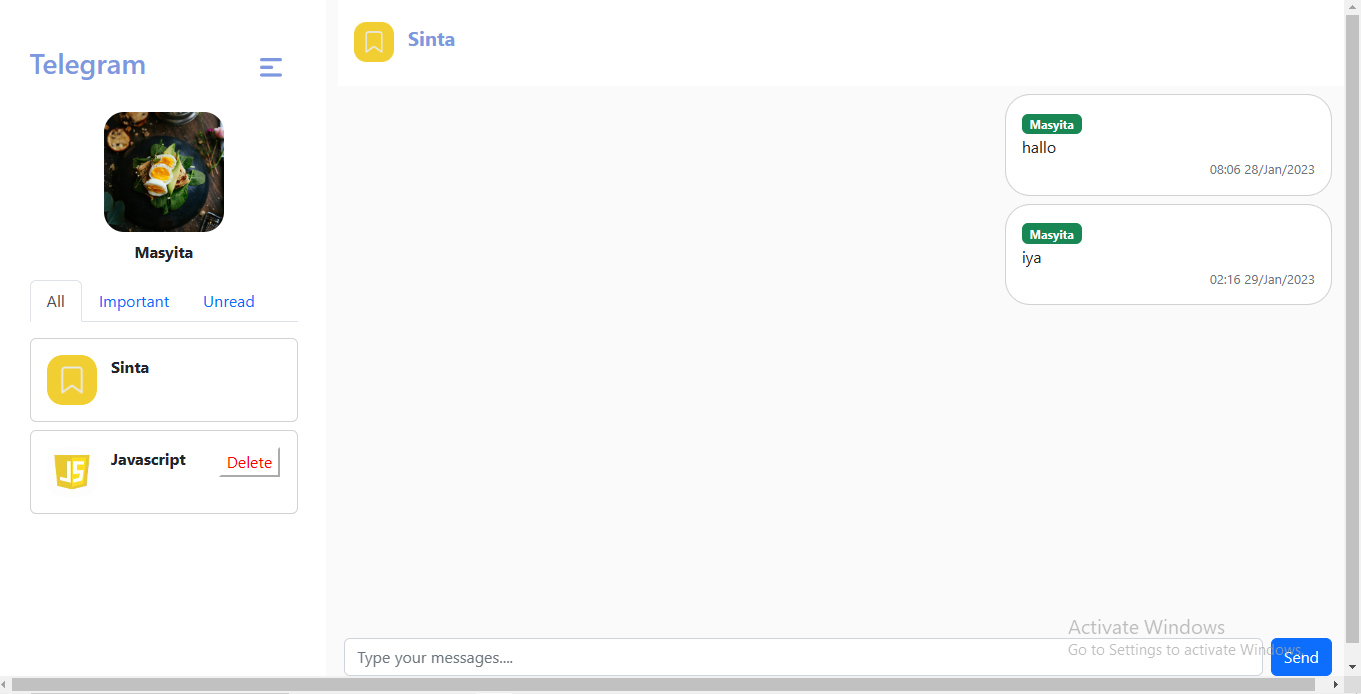 Telegram
Masyita
All Important Unread
Sinta
JS
Javascript Delete
Sinta
Masyita
hallo
08:06 28/Jan/2023
Masyita
iya
02:16 29/Jan/2023
Activate Windows
Go to Settings to activate Windows.
Type your messages.... Send